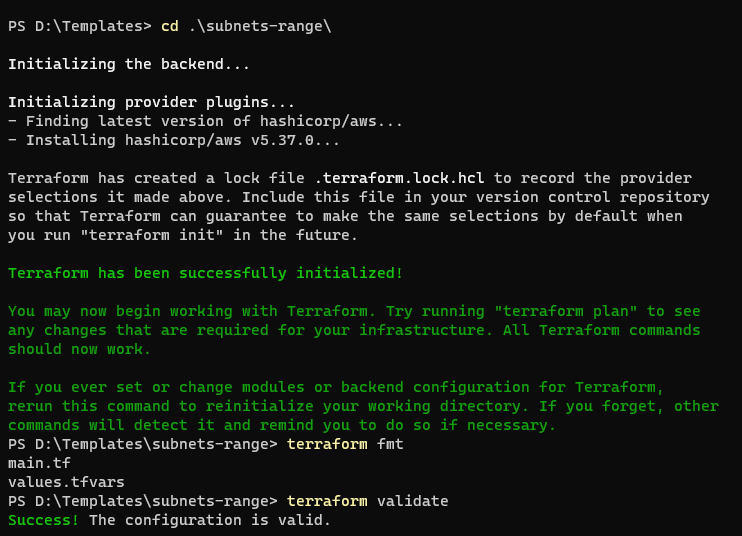 PS D:\Templates> cd .\subnets-range\
Initializing the backend...
Initializing provider plugins...
- Finding latest version of hashicorp/aws...
- Installing hashicorp/aws v5.37.0...
Terraform has created a lock file .terraform.lock.hcl to record the provider
selections it made above. Include this file in your version control repository
so that Terraform can guarantee to make the same selections by default when
you run "terraform init" in the future.
Terraform has been successfully initialized!
You may now begin working with Terraform. Try running "terraform plan" to see
any changes that are required for your infrastructure. All Terraform commands
should now work.
If you ever set or change modules or backend configuration for Terraform,
rerun this command to reinitialize your working directory. If you forget, other
commands will detect it and remind you to do so if necessary.
PS D:\Templates\subnets-range> terraform fmt
main.tf
values.tfvars
PS D:\Templates\subnets-range> terraform validate
Success! The configuration is valid.